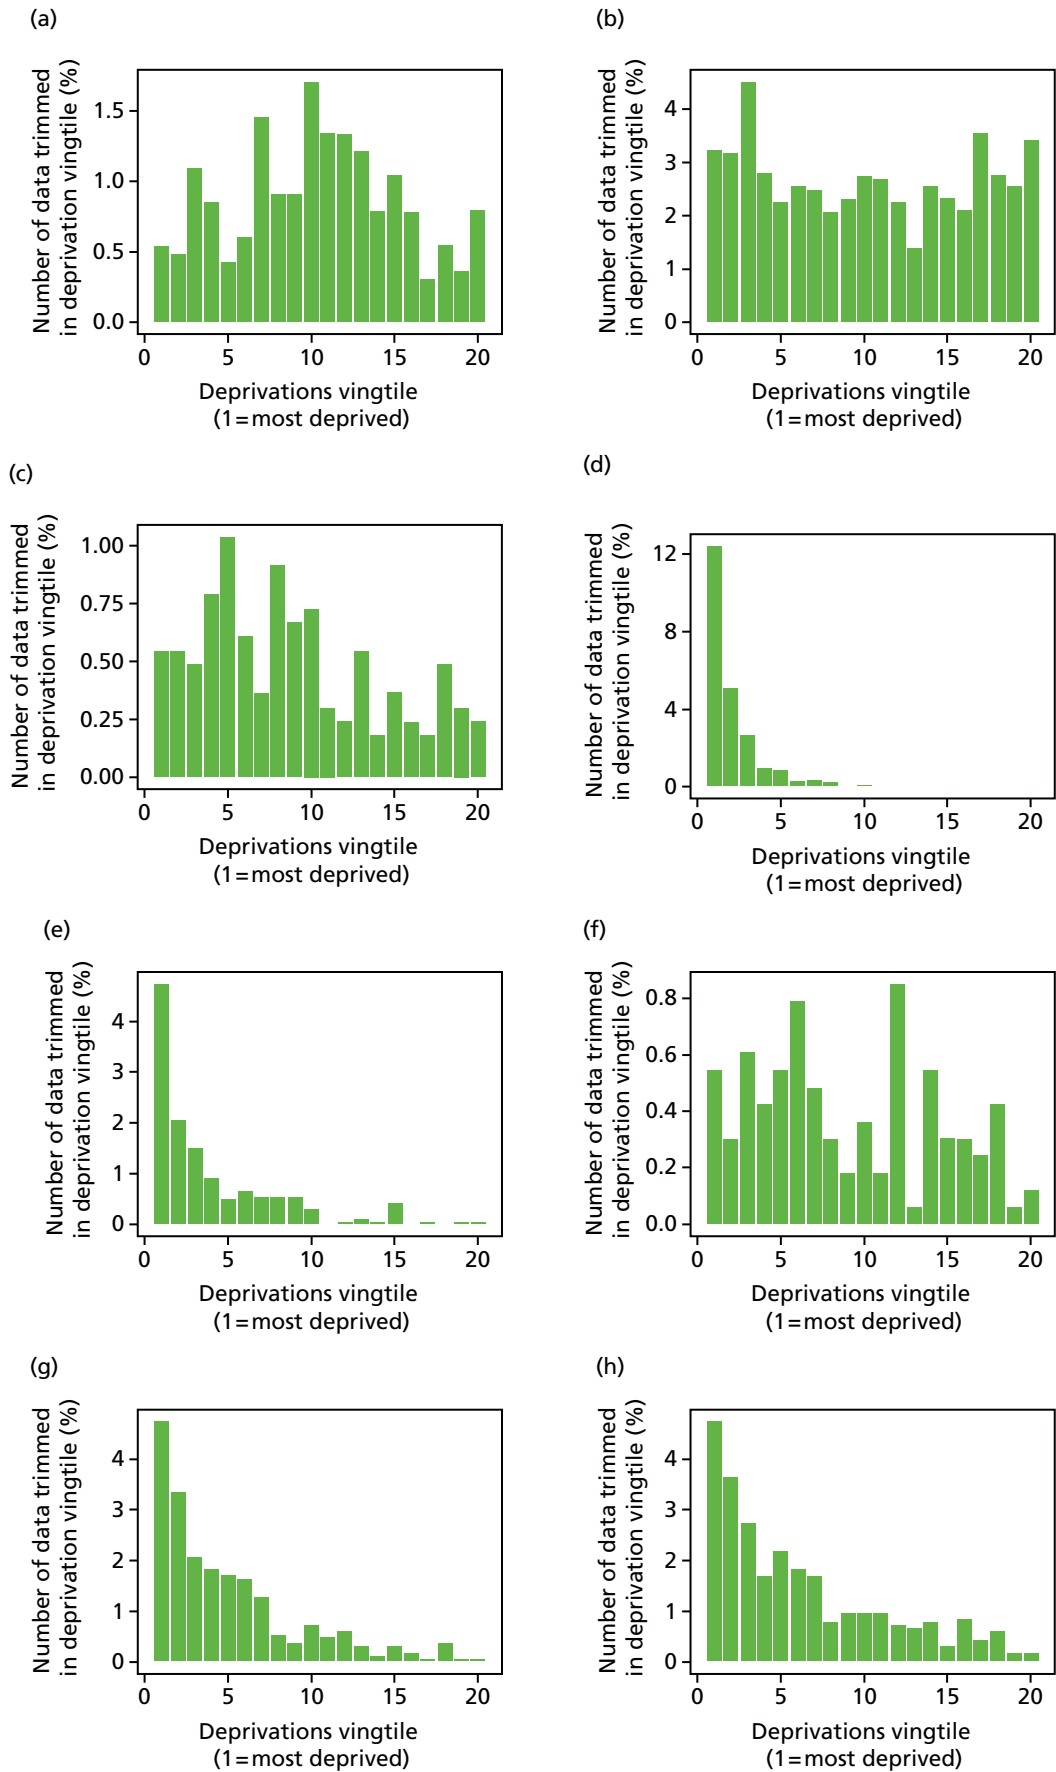 (a)
Number of data trimmed
in deprivation vingtile (%)
1.5
1.0
0.5
0.0
0 5 10 15 20
Deprivations vingtile
(1=most deprived)
(b)
Number of data trimmed
in deprivation vingtile (%)
4
3
2
1
0
0 5 10 15 20
Deprivations vingtile
(1=most deprived)
(c)
Number of data trimmed
in deprivation vingtile (%)
1.00
0.75
0.50
0.25
0.00
0 5 10 15 20
Deprivations vingtile
(1=most deprived)
(d)
Number of data trimmed
in deprivation vingtile (%)
12
8
4
0
0 5 10 15 20
Deprivations vingtile
(1=most deprived)
(e)
Number of data trimmed
in deprivation vingtile (%)
4
3
2
1
0
0 5 10 15 20
Deprivations vingtile
(1=most deprived)
(f)
Number of data trimmed
in deprivation vingtile (%)
0.8
0.6
0.4
0.2
0.0
0 5 10 15 20
Deprivations vingtile
(1=most deprived)
(g)
Number of data trimmed
in deprivation vingtile (%)
4
3
2
1
0
0 5 10 15 20
Deprivations vingtile
(1=most deprived)
(h)
Number of data trimmed
in deprivation vingtile (%)
4
3
2
1
0
0 5 10 15 20
Deprivations vingtile
(1=most deprived)